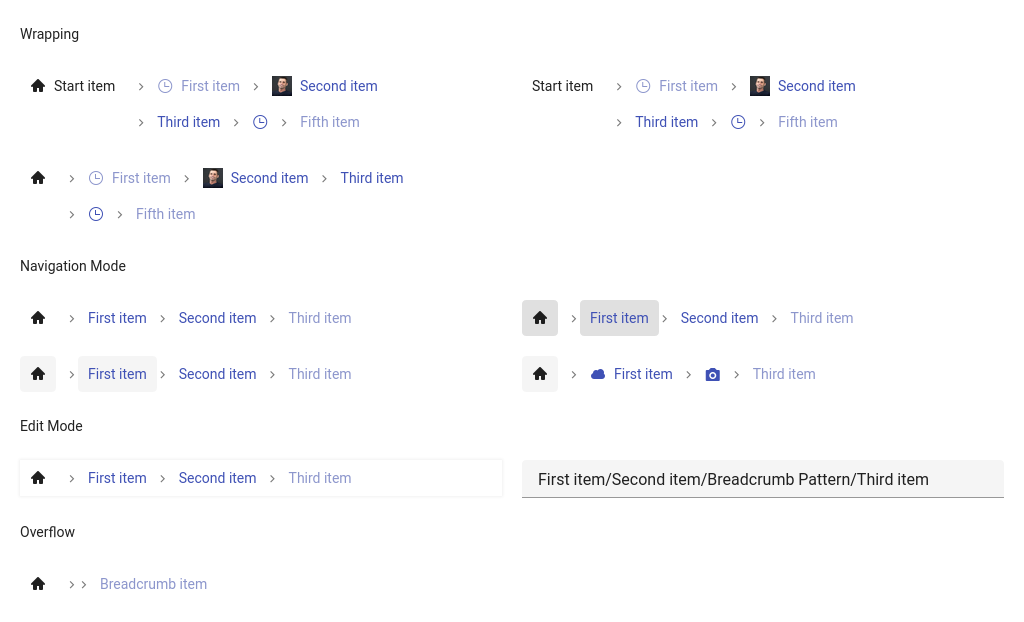 Wrapping
Start item First item Second item
Third item Fifth item
Start item First item Second item
Third item Fifth item
First item Second item Third item
Fifth item
Navigation Mode
First item Second item Third item
First item Second item Third item
First item Second item Third item
First item Third item
Edit Mode
First item Second item Third item
First item/Second item/Breadcrumb Pattern/Third item
Overflow
Breadcrumb item